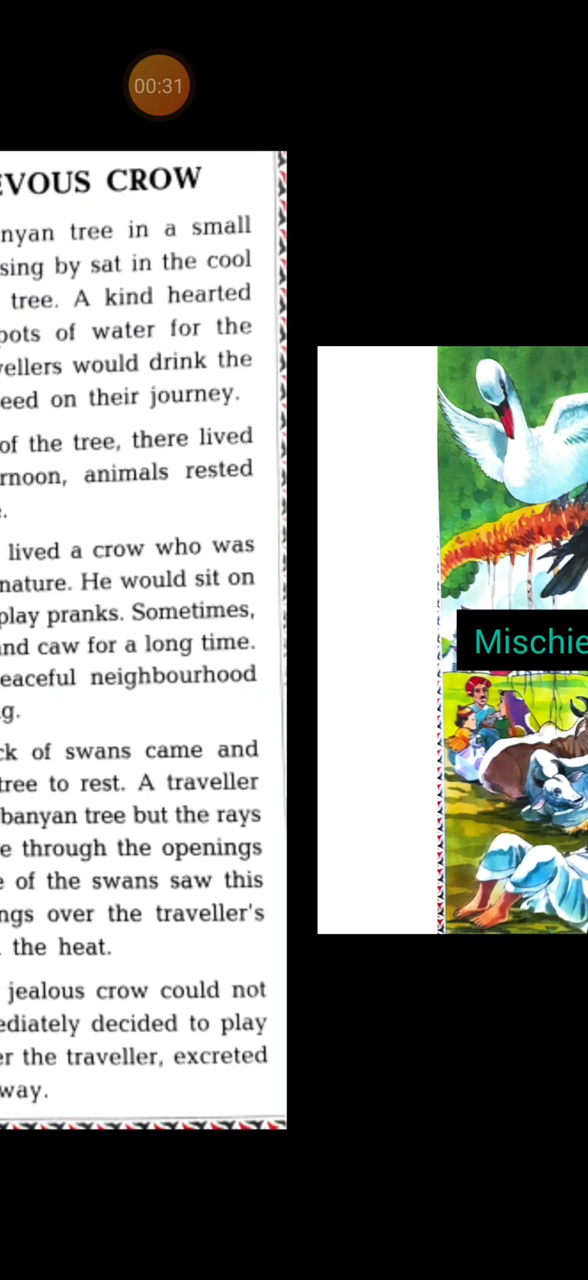 00:31
EVOUS CROW
nyan tree in a small
sing by sat in the cool
tree. A kind hearted
pots of water for the
vellers would drink the
eed on their journey.
of the tree, there lived
rnoon, animals rested
e.
lived a crow who was
nature. He would sit on
play pranks. Sometimes,
and caw for a long time.
eaceful neighbourhood
g.
ck of swans came and
tree to rest. A traveller
banyan tree but the rays
e through the openings
e of the swans saw this
ngs over the traveller's
the heat.
jealous crow could not
ediately decided to play
er the traveller, excreted
way.
Mischie